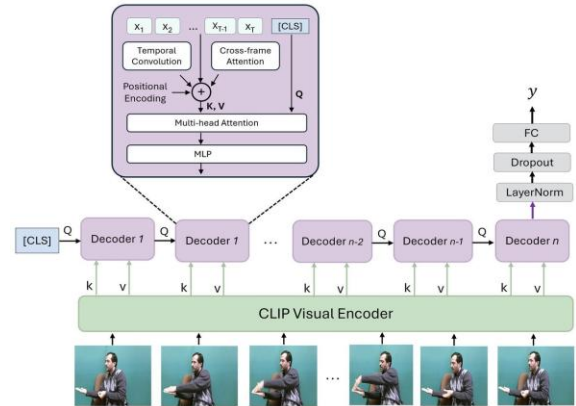 x1 x2 ... xT-1 xT [CLS]
Temporal Convolution
Cross-frame Attention
Positional Encoding
+
K, V
Q
Multi-head Attention
MLP
y
FC
Dropout
LayerNorm
[CLS] Q Decoder 1 Q Decoder 1 ... Decoder n-2 Q Decoder n-1 Q Decoder n
k v k v k v k v k v
CLIP Visual Encoder
...